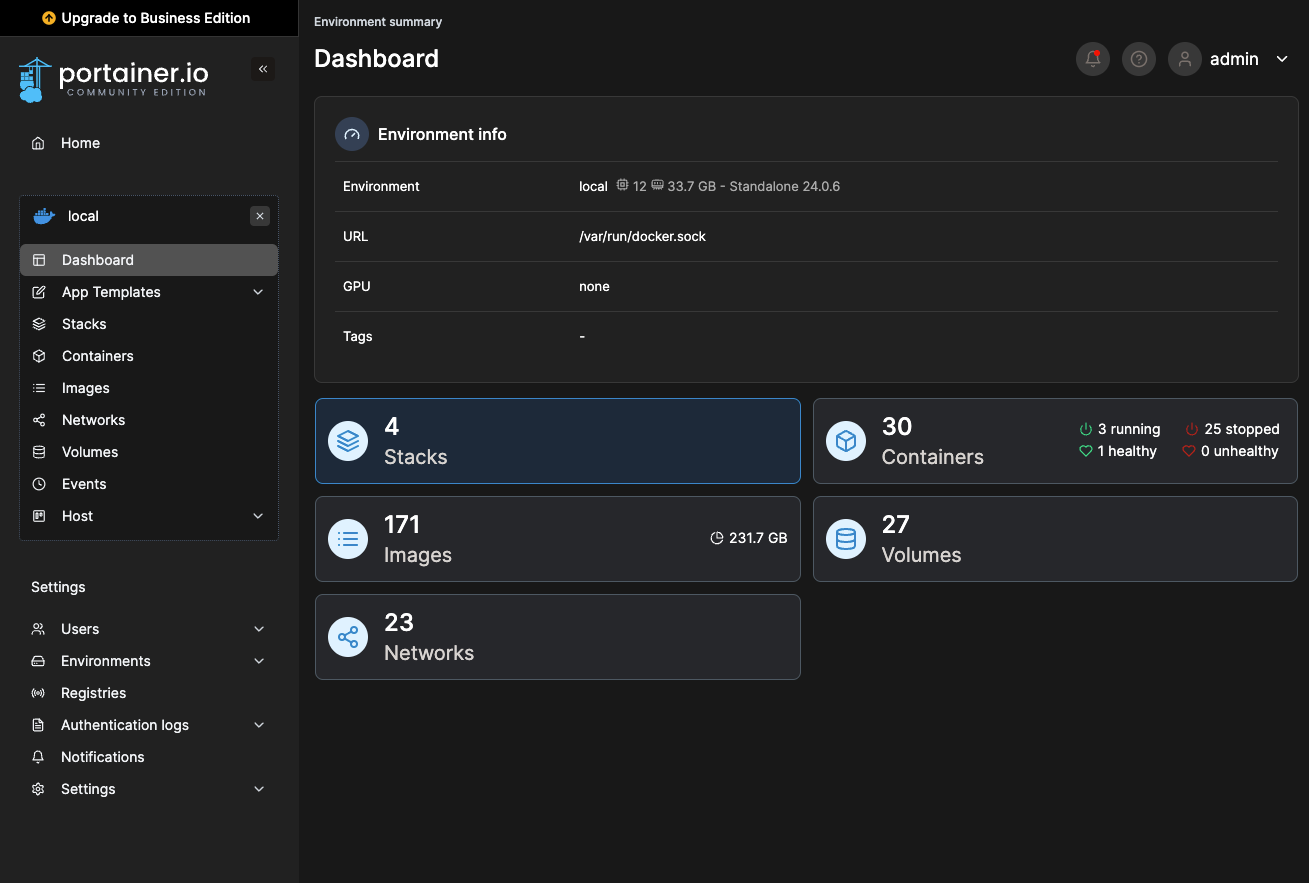 Upgrade to Business Edition
portainer.io
COMMUNITY EDITION
Home
local
Dashboard
App Templates
Stacks
Containers
Images
Networks
Volumes
Events
Host
Settings
Users
Environments
Registries
Authentication logs
Notifications
Settings
Environment summary
Dashboard
admin
Environment info
Environment local 12 33.7 GB - Standalone 24.0.6
URL /var/run/docker.sock
GPU none
Tags -
4
Stacks
30
Containers
3 running 25 stopped
1 healthy 0 unhealthy
171
Images
231.7 GB
27
Volumes
23
Networks